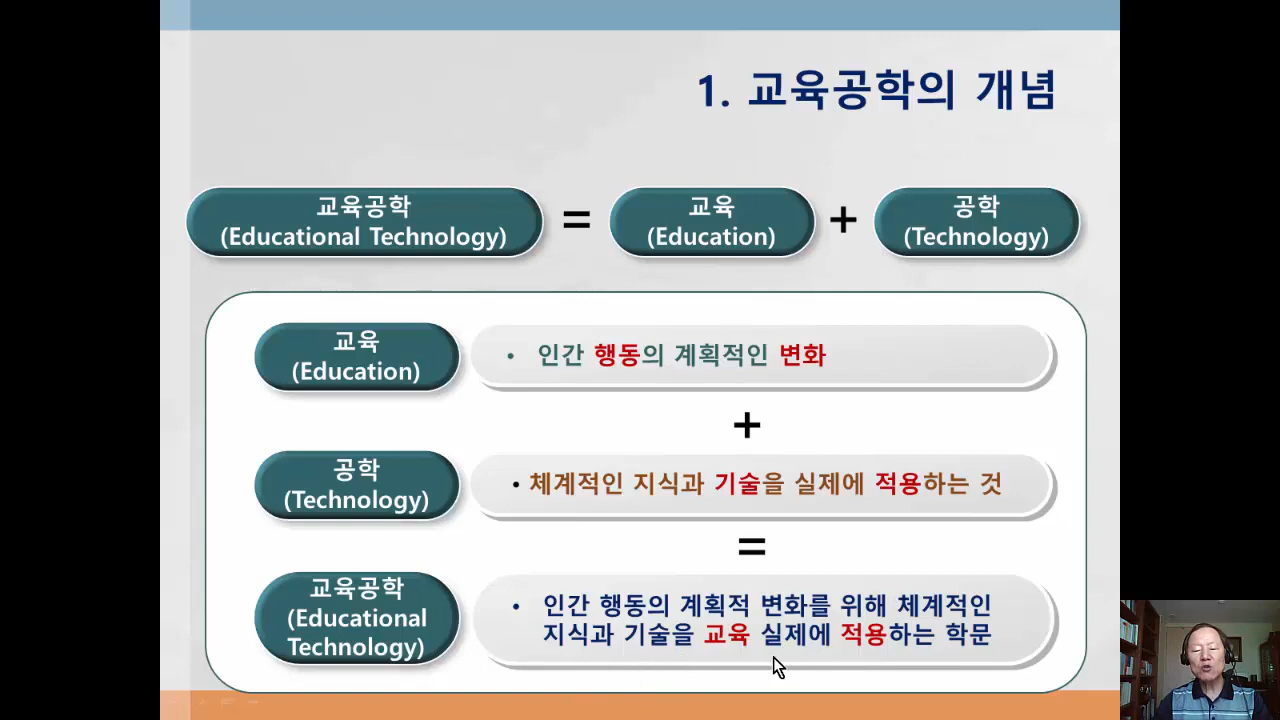 1. 교육공학의 개념
교육공학
(Educational Technology)
=
교육
(Education)
+
공학
(Technology)
교육
(Education)
• 인간 행동의 계획적인 변화
+
공학
(Technology)
• 체계적인 지식과 기술을 실제에 적용하는 것
=
교육공학
(Educational
Technology)
• 인간 행동의 계획적 변화를 위해 체계적인
지식과 기술을 교육 실제에 적용하는 학문